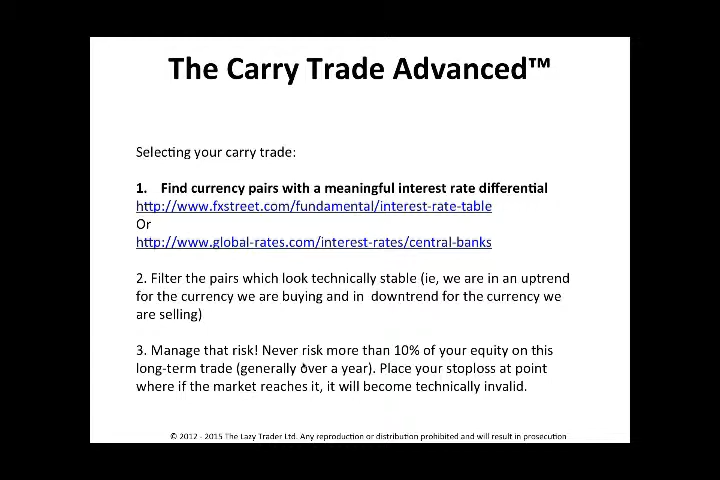 The Carry Trade Advanced™
Selecting your carry trade:
1. Find currency pairs with a meaningful interest rate differential
http://www.fxstreet.com/fundamental/interest-rate-table
Or
http://www.global-rates.com/interest-rates/central-banks
2. Filter the pairs which look technically stable (ie, we are in an uptrend
for the currency we are buying and in downtrend for the currency we
are selling)
3. Manage that risk! Never risk more than 10% of your equity on this
long-term trade (generally over a year). Place your stoploss at point
where if the market reaches it, it will become technically invalid.
© 2012 - 2015 The Lazy Trader Ltd. Any reproduction or distribution prohibited and will result in prosecution